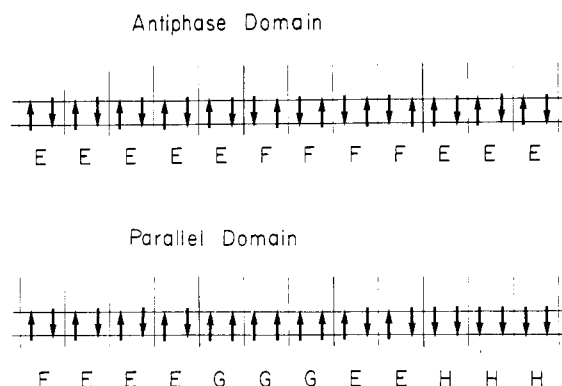 Antiphase Domain
E E E E E F F F F E E E
Parallel Domain
F E E E G G G E E H H H